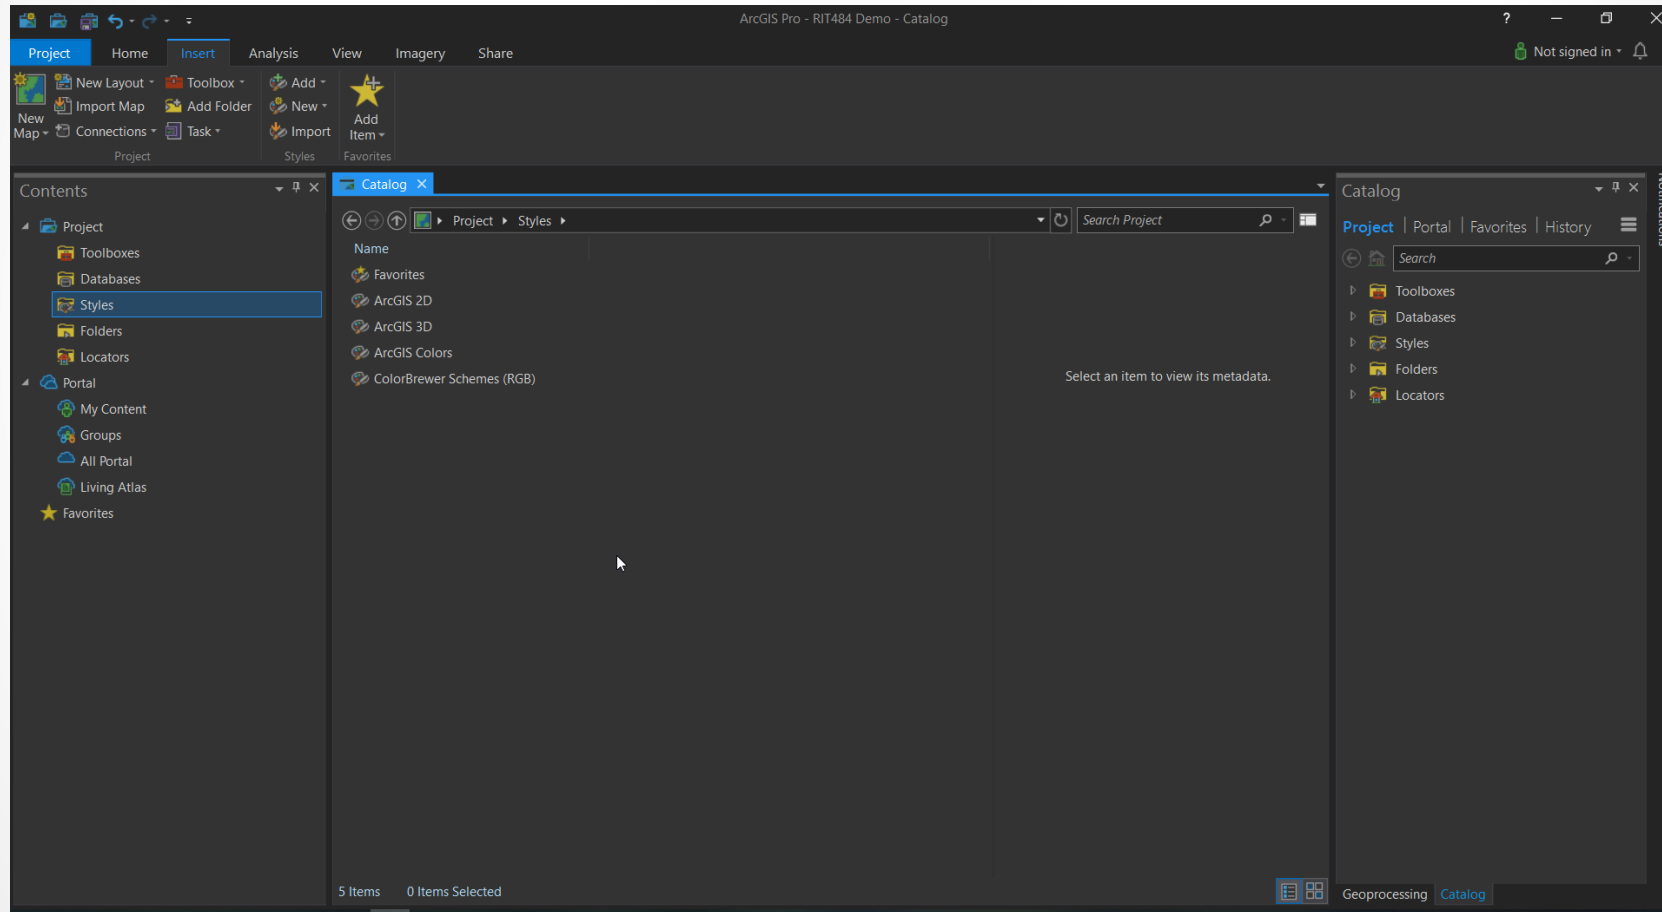 ArcGIS Pro - RIT484 Demo - Catalog
?
Project Home Insert Analysis View Imagery Share
Not signed in
New Map
New Layout
Import Map
Connections
Toolbox
Add Folder
Task
Project
Add
New
Import
Styles
Add Item
Favorites
Contents
Project
Toolboxes
Databases
Styles
Folders
Locators
Portal
My Content
Groups
All Portal
Living Atlas
Favorites
Catalog
Project Styles
Search Project
Name
Favorites
ArcGIS 2D
ArcGIS 3D
ArcGIS Colors
ColorBrewer Schemes (RGB)
Select an item to view its metadata.
5 Items 0 Items Selected
Catalog
Project | Portal | Favorites | History
Search
Toolboxes
Databases
Styles
Folders
Locators
Geoprocessing Catalog
Notifications